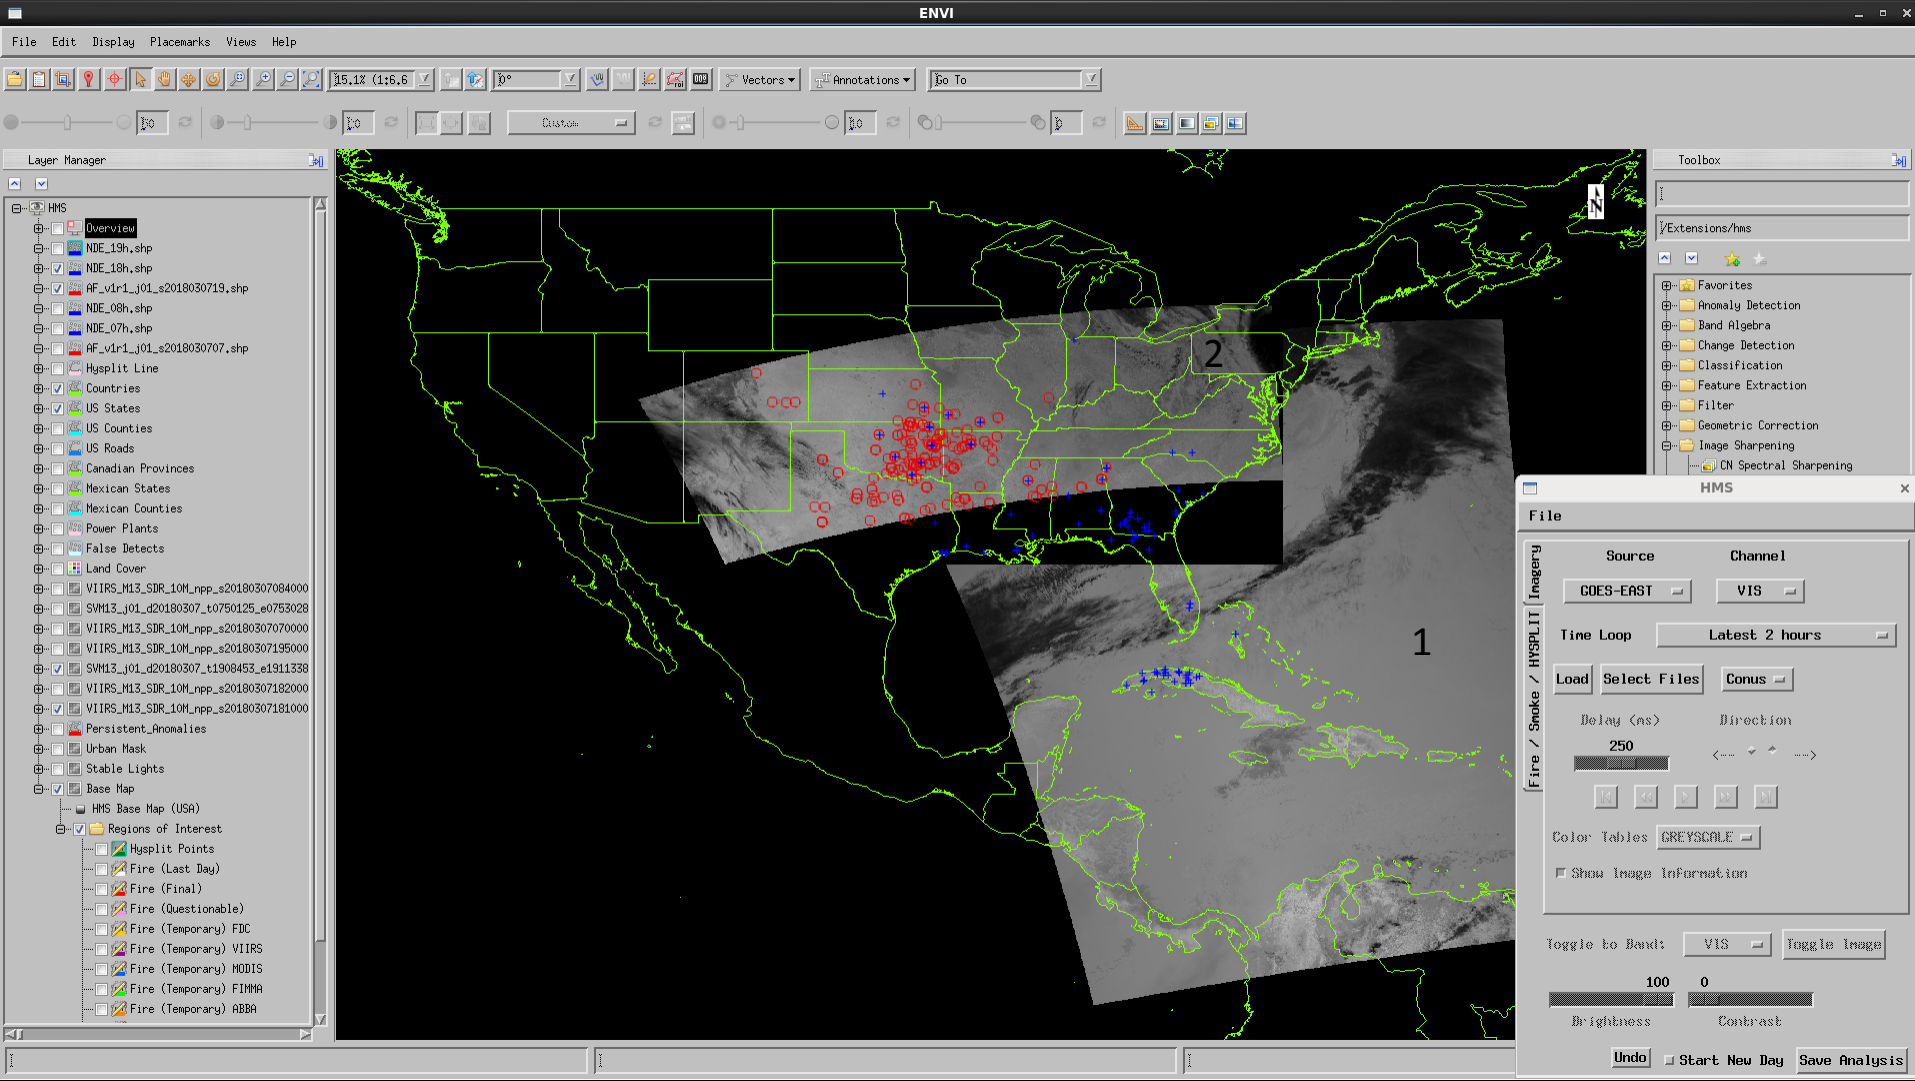 ENVI
File Edit Display Placemarks Views Help
15.1% (1:6.6
0°
Vectors
Annotations
Go To
Custom
Layer Manager
HMS
Overview
NDE_19h.shp
NDE_18h.shp
AF_v1r1_j01_s2018030719.shp
NDE_08h.shp
NDE_07h.shp
AF_v1r1_j01_s2018030707.shp
Hysplit Line
Countries
US States
US Counties
US Roads
Canadian Provinces
Mexican States
Mexican Counties
Power Plants
False Detects
Land Cover
VIIRS_M13_SDR_10M_npp_s20180307084000
SVM13_j01_d20180307_t0750125_e0753028
VIIRS_M13_SDR_10M_npp_s20180307070000
VIIRS_M13_SDR_10M_npp_s20180307195000
SVM13_j01_d20180307_t1908453_e1911338
VIIRS_M13_SDR_10M_npp_s20180307182000
VIIRS_M13_SDR_10M_npp_s20180307181000
Persistent_Anomalies
Urban Mask
Stable Lights
Base Map
HMS Base Map (USA)
Regions of Interest
Hysplit Points
Fire (Last Day)
Fire (Final)
Fire (Questionable)
Fire (Temporary) FDC
Fire (Temporary) VIIRS
Fire (Temporary) MODIS
Fire (Temporary) FIMMA
Fire (Temporary) ABBA
N
2
1
Toolbox
/Extensions/hms
Favorites
Anomaly Detection
Band Algebra
Change Detection
Classification
Feature Extraction
Filter
Geometric Correction
Image Sharpening
CN Spectral Sharpening
HMS
File
Imagery
Fire / Smoke / HYSPLIT
Source Channel
GOES-EAST VIS
Time Loop Latest 2 hours
Load Select Files Conus
Delay (ms) Direction
250
<--- --->
Color Tables GREYSCALE
Show Image Information
Toggle to Band: VIS Toggle Image
100 0
Brightness Contrast
Undo Start New Day Save Analysis